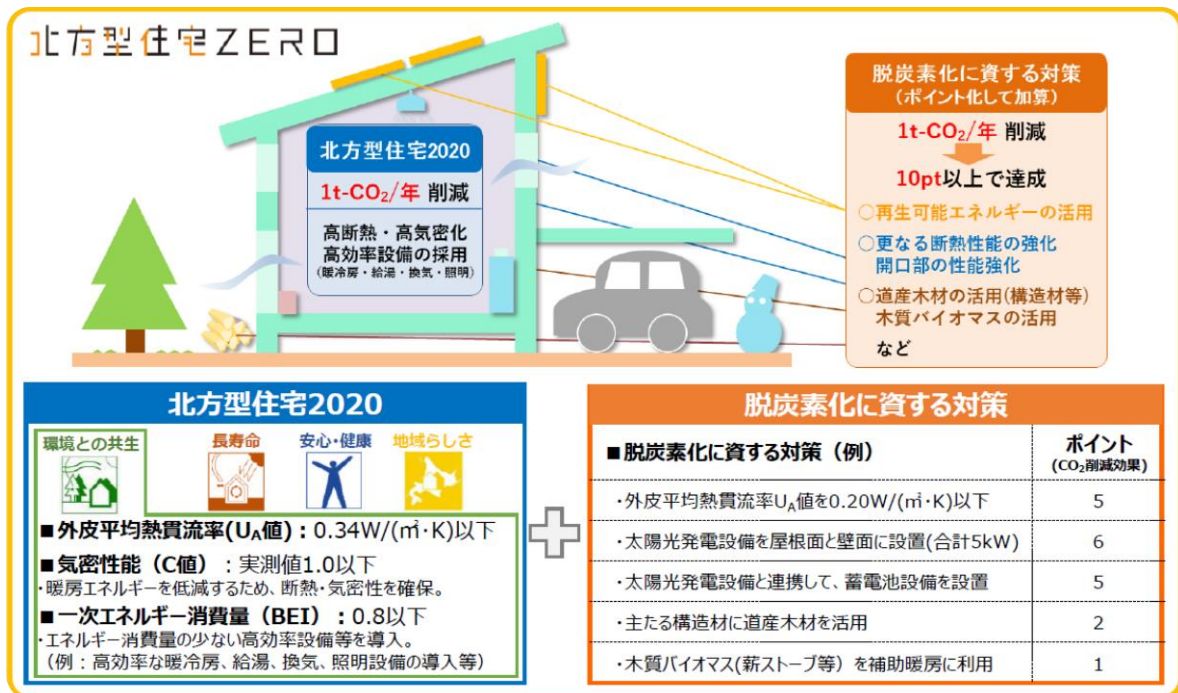 北方型住宅ZERO
北方型住宅2020
1t-CO₂/年 削減
高断熱・高気密化
高効率設備の採用
(暖冷房・給湯・換気・照明)
脱炭素化に資する対策
(ポイント化して加算)
1t-CO₂/年 削減
10pt以上で達成
○再生可能エネルギーの活用
○更なる断熱性能の強化
開口部の性能強化
○道産木材の活用(構造材等)
木質バイオマスの活用
など
北方型住宅2020
環境との共生
長寿命
安心・健康
地域らしさ
■外皮平均熱貫流率(UA値)：0.34W/(㎡・K)以下
■気密性能（C値）：実測値1.0以下
・暖房エネルギーを低減するため、断熱・気密性を確保。
■一次エネルギー消費量（BEI）：0.8以下
・エネルギー消費量の少ない高効率設備等を導入。
（例：高効率な暖冷房、給湯、換気、照明設備の導入等）
脱炭素化に資する対策
■脱炭素化に資する対策（例） ポイント
(CO₂削減効果)
・外皮平均熱貫流率UA値を0.20W/(㎡・K)以下 5
・太陽光発電設備を屋根面と壁面に設置(合計5kW) 6
・太陽光発電設備と連携して、蓄電池設備を設置 5
・主たる構造材に道産木材を活用 2
・木質バイオマス(薪ストーブ等）を補助暖房に利用 1